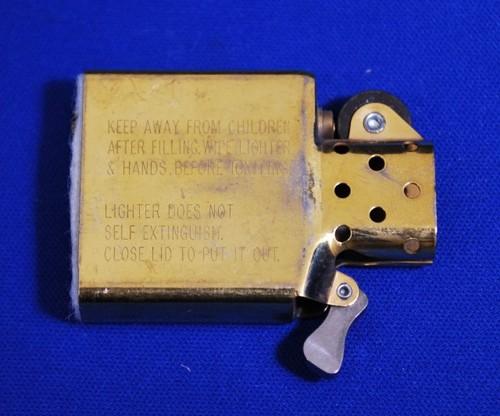 KEEP AWAY FROM CHILDREN
AFTER FILLING, WIPE LIGHTER
& HANDS, BEFORE IGNITING.
LIGHTER DOES NOT
SELF EXTINGUISH.
CLOSE LID TO PUT IT OUT.